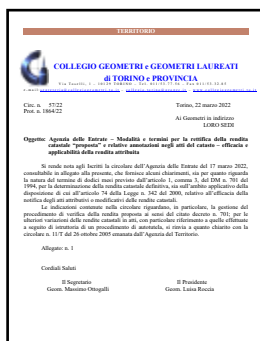 TERRITORIO
COLLEGIO GEOMETRI e GEOMETRI LAUREATI
di TORINO e PROVINCIA
Circ. n. 57/22
Torino, 22 marzo 2022
Prot. n. 1864/22
Ai Geometri in indirizzo
LORO SEDI
Oggetto: Agenzia delle Entrate – Modalità e termini per la rettifica della rendita
catastale “proposta” e relative annotazioni negli atti del catasto – efficacia e
applicabilità della rendita attribuita
Si rende nota agli Iscritti la circolare dell'Agenzia delle Entrate del 17 marzo 2022,
consultabile in allegato alla presente, che fornisce alcuni chiarimenti, sia per quanto riguarda
la natura del termine di dodici mesi previsto dall'articolo 1, comma 3, del DM n. 701 del
1994, per la determinazione della rendita catastale definitiva, sia sull'ambito applicativo della
disposizione di cui all'articolo 74 della Legge n. 342 del 2000, relativo all'efficacia della
notifica degli atti attributivi o modificativi delle rendite catastali.
Le indicazioni contenute nella circolare riguardano, in particolare, la gestione del
procedimento di verifica della rendita proposta ai sensi del citato decreto n. 701; per le
ulteriori variazioni delle rendite catastali in atti, con particolare riferimento a quelle effettuate
a seguito di istruttoria di un procedimento di autotutela, si rinvia a quanto chiarito con la
circolare n. 11/T del 26 ottobre 2005 emanata dall'Agenzia del Territorio.
Allegato: n. 1
Cordiali Saluti
Il Segretario
Il Presidente
Geom. Massimo Ottogalli
Geom. Luisa Roccia